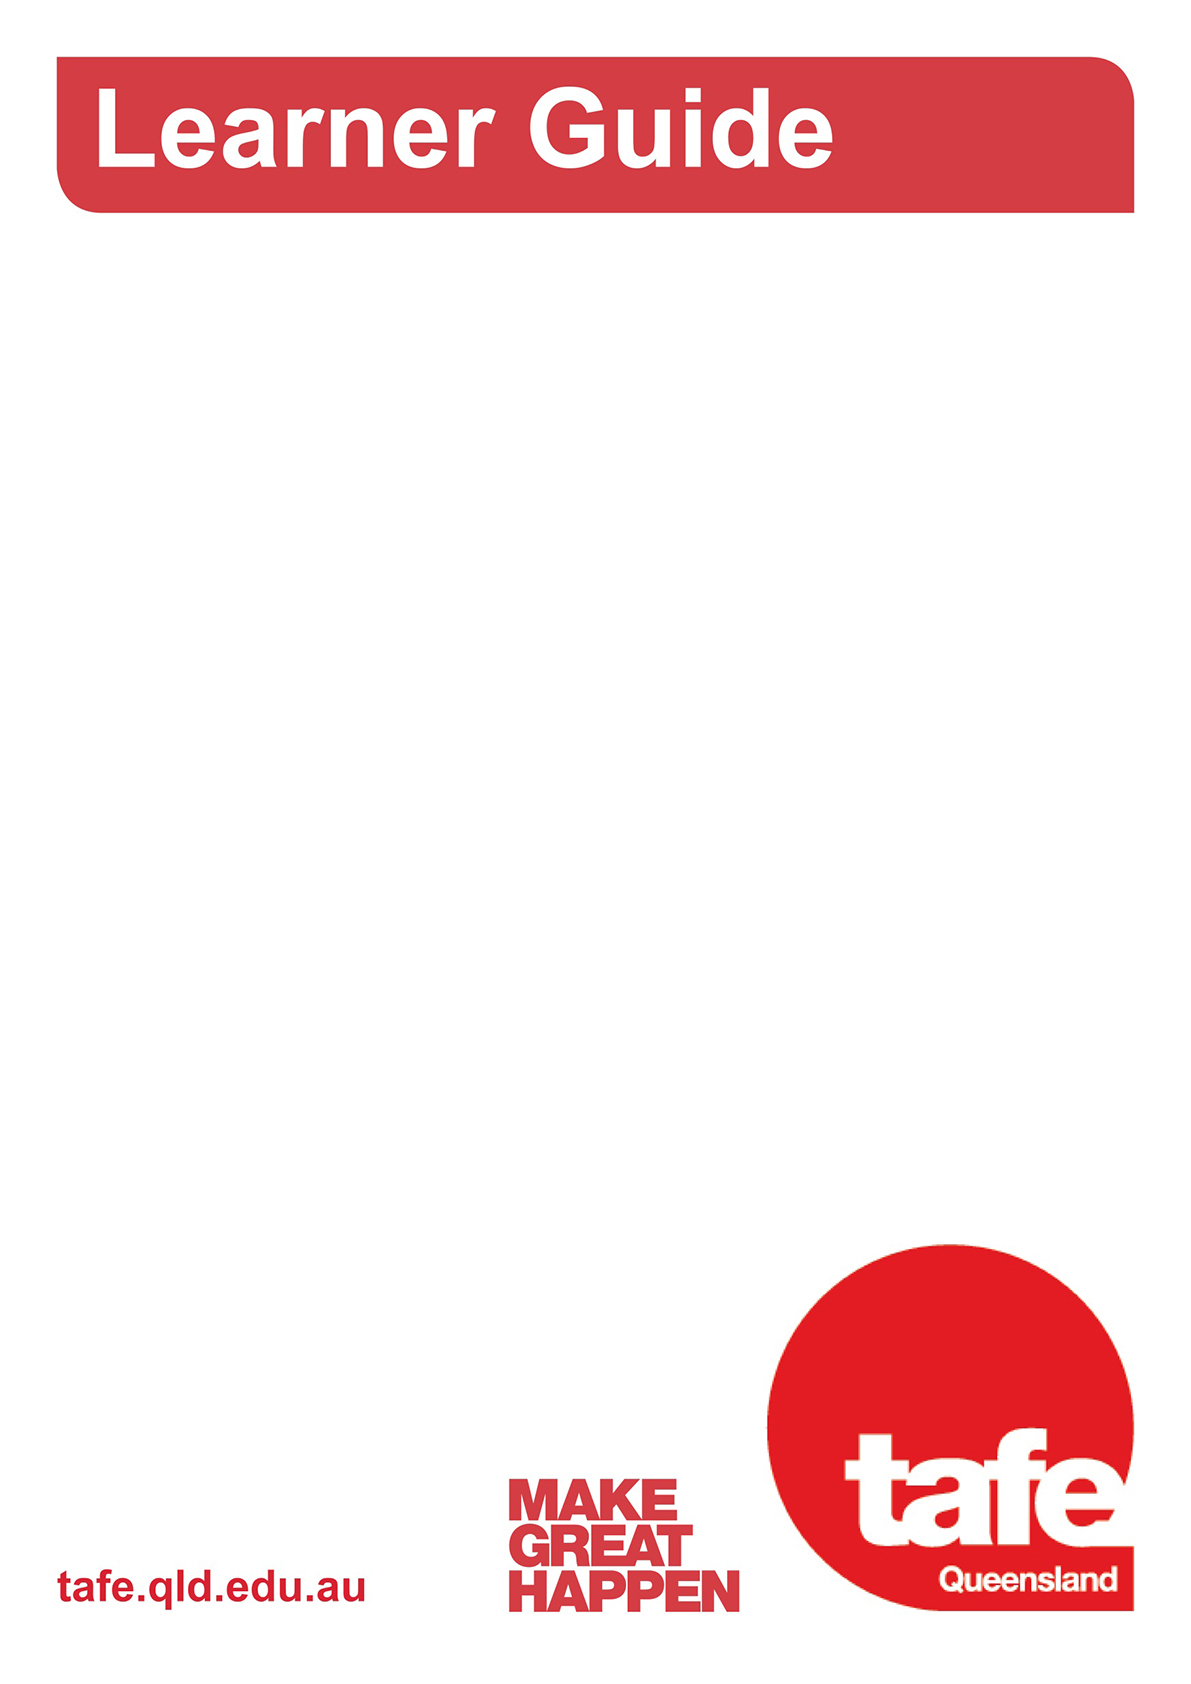 Learner Guide
tafe
Queensland
MAKE
GREAT
HAPPEN
tafe.qld.edu.au